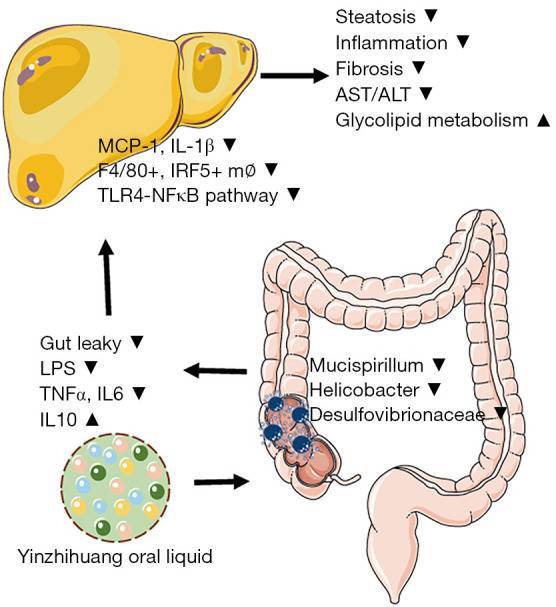 Steatosis ▼
Inflammation ▼
Fibrosis ▼
AST/ALT ▼
Glycolipid metabolism ▲
MCP-1, IL-1β ▼
F4/80+, IRF5+ mØ ▼
TLR4-NFκB pathway ▼
Gut leaky ▼
LPS ▼
TNFα, IL6 ▼
IL10 ▲
Mucispirillum ▼
Helicobacter ▼
Desulfovibrionaceae ▼
Yinzhihuang oral liquid